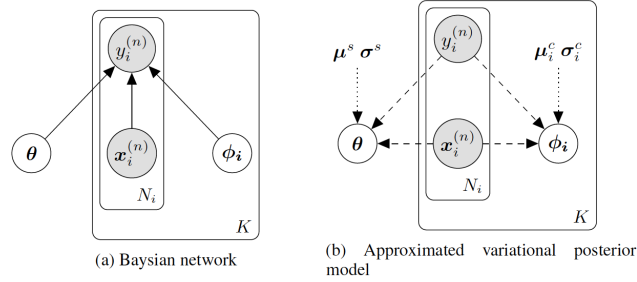 y_i^{(n)}
θ
x_i^{(n)}
ϕ_i
N_i
K
(a) Baysian network
y_i^{(n)}
μ^s σ^s
μ_i^c σ_i^c
θ
x_i^{(n)}
ϕ_i
N_i
K
(b) Approximated variational posterior
model